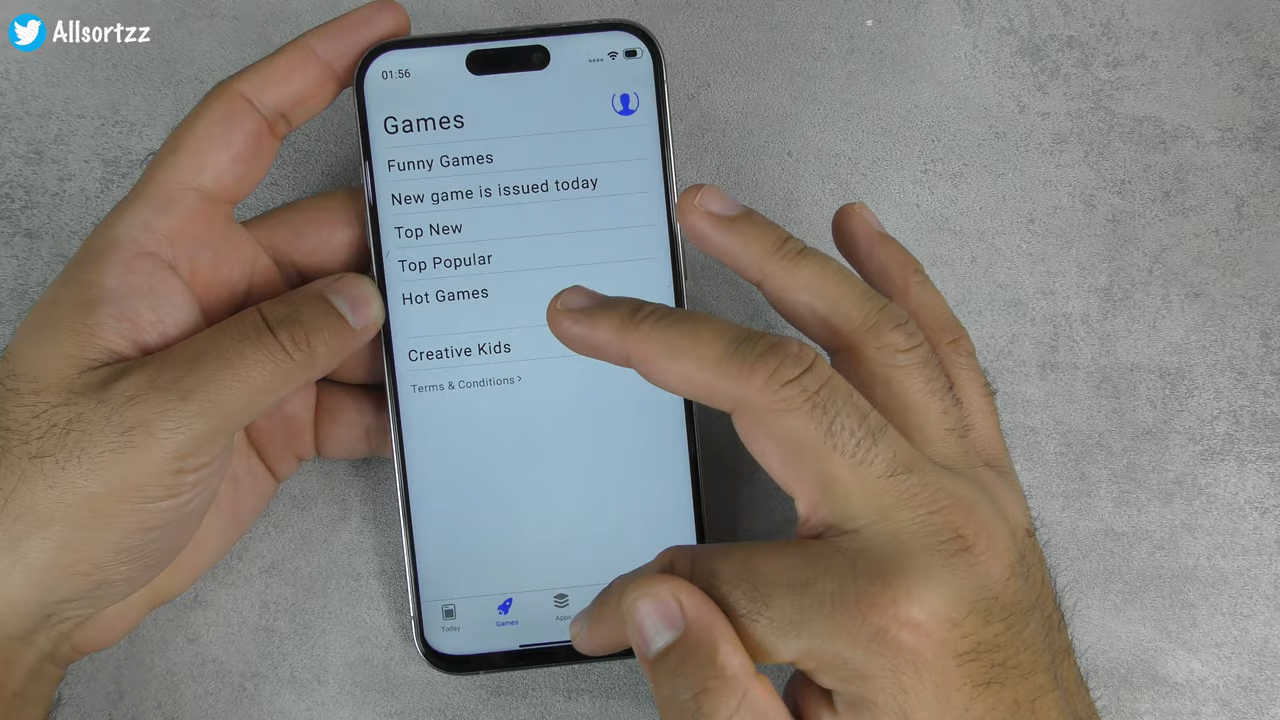 Allsortzz
01:56
Games
Funny Games
New game is issued today
Top New
Top Popular
Hot Games
Creative Kids
Terms & Conditions >
Today
Games
Apps